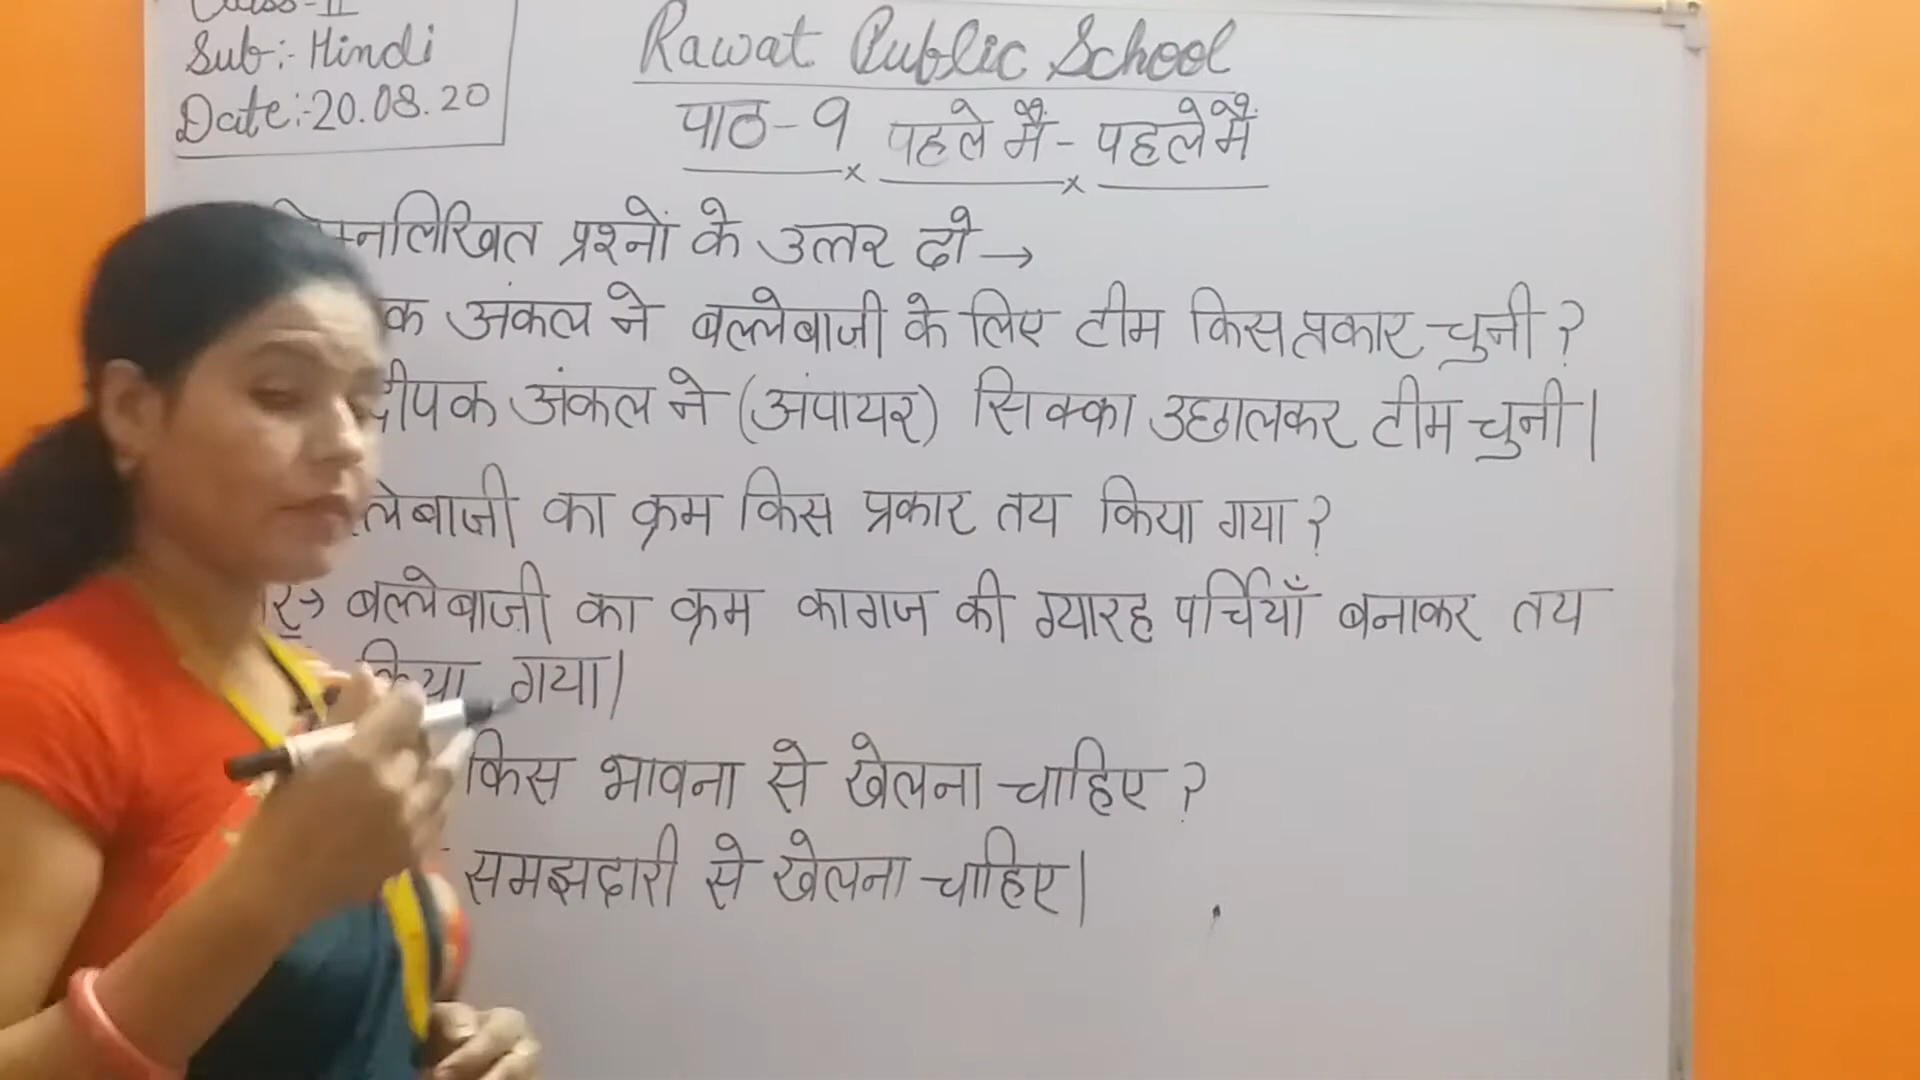 Class-II
Sub:- Hindi
Date:-20.08.20
Rawat Public School
पाठ-9 पहले मैं - पहले मैं
प्रश्नों के उत्तर दो →
अंकल ने बल्लेबाज़ी के लिए टीम किस प्रकार चुनी ?
दीपक अंकल ने (अंपायर) सिक्का उछालकर टीम चुनी।
का क्रम किस प्रकार तय किया गया ?
बल्लेबाज़ी का क्रम कागज की ग्यारह पर्चियाँ बनाकर तय
किया गया।
किस भावना से खेलना चाहिए ?
समझदारी से खेलना चाहिए।